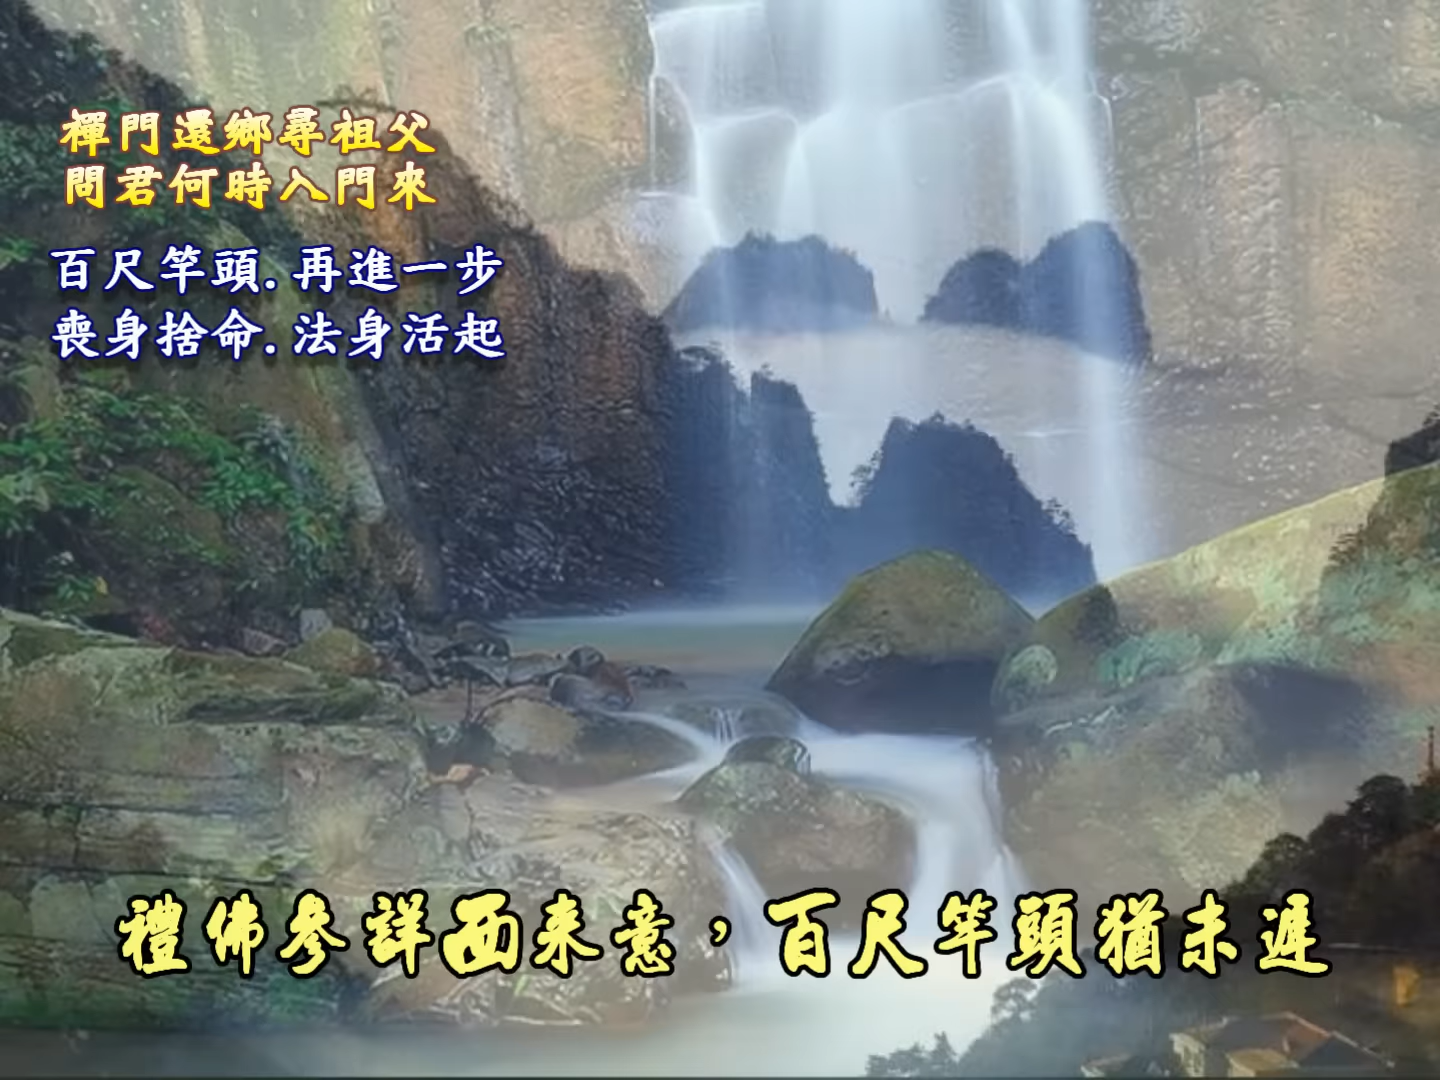 禪門還鄉尋祖父
問君何時入門來
百尺竿頭.再進一步
喪身捨命.法身活起
禮佛參詳西來意，百尺竿頭猶未遲